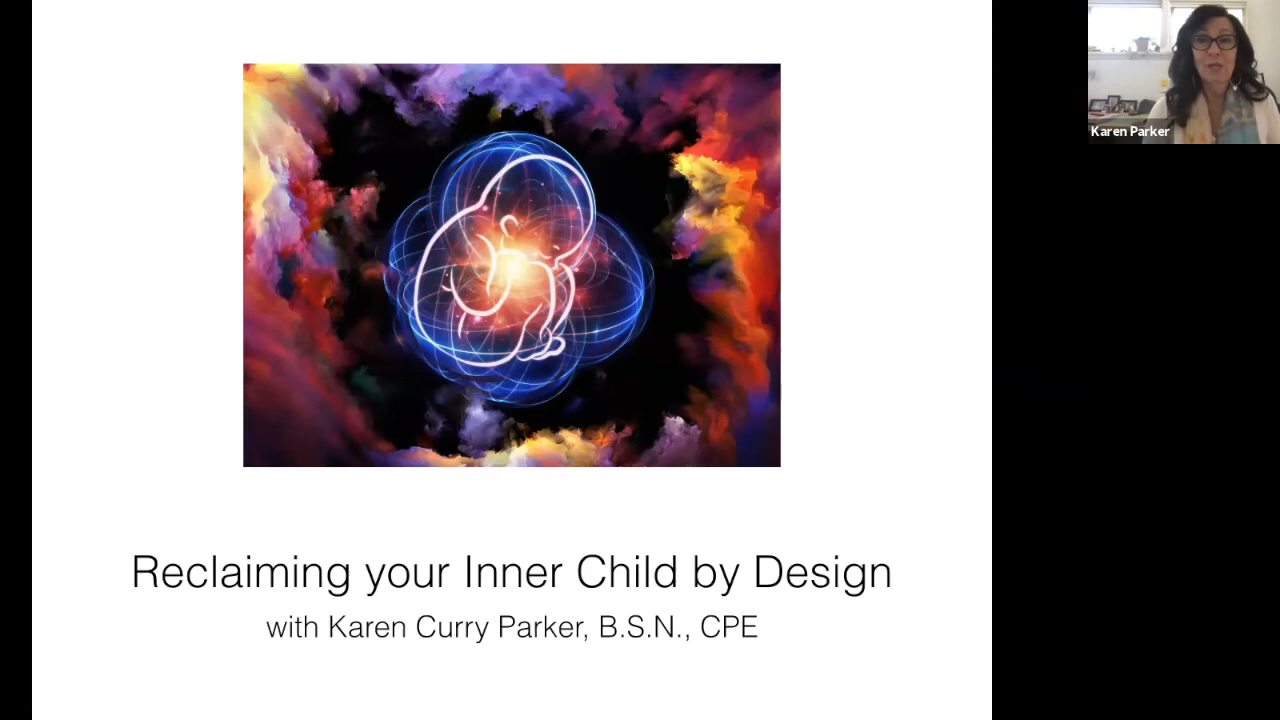 Karen Parker
Reclaiming your Inner Child by Design
with Karen Curry Parker, B.S.N., CPE